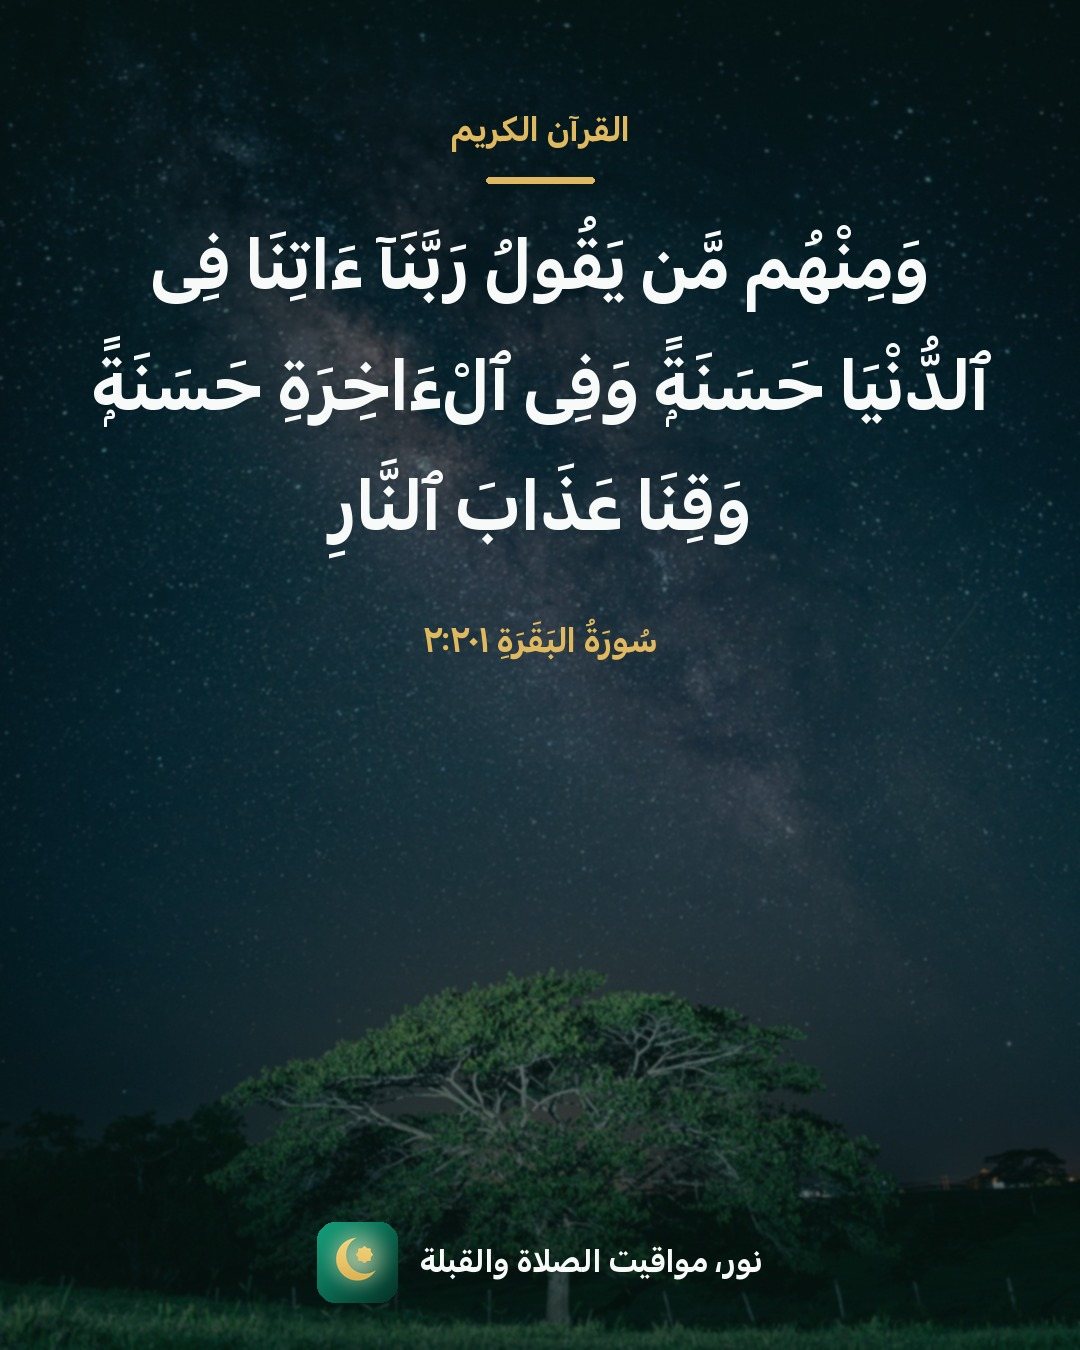 القرآن الكريم
وَمِنْهُم مَّن يَقُولُ رَبَّنَآ ءَاتِنَا فِى
ٱلدُّنْيَا حَسَنَةًۭ وَفِى ٱلْءَاخِرَةِ حَسَنَةًۭ
وَقِنَا عَذَابَ ٱلنَّارِ
سُورَةُ البَقَرَةِ ٢:٢٠١
نور، مواقيت الصلاة والقبلة